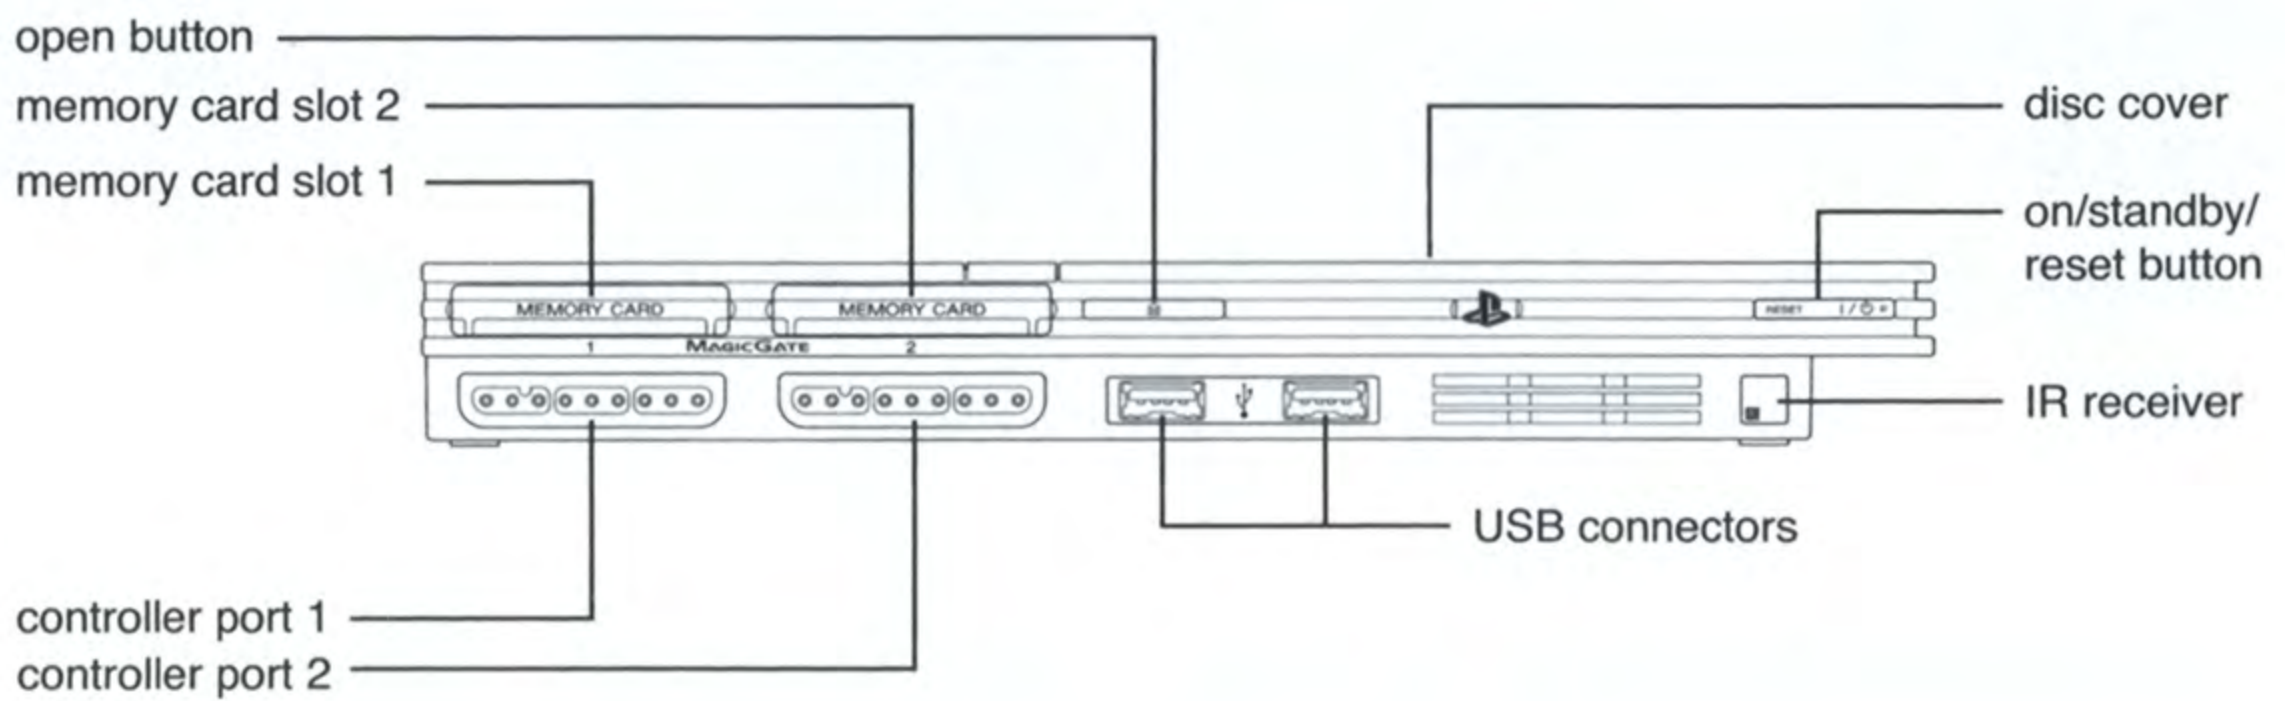 open button
memory card slot 2
memory card slot 1
disc cover
on/standby/
reset button
MEMORY CARD
MEMORY CARD
RESET
1
MAGICGATE
2
IR receiver
USB connectors
controller port 1
controller port 2